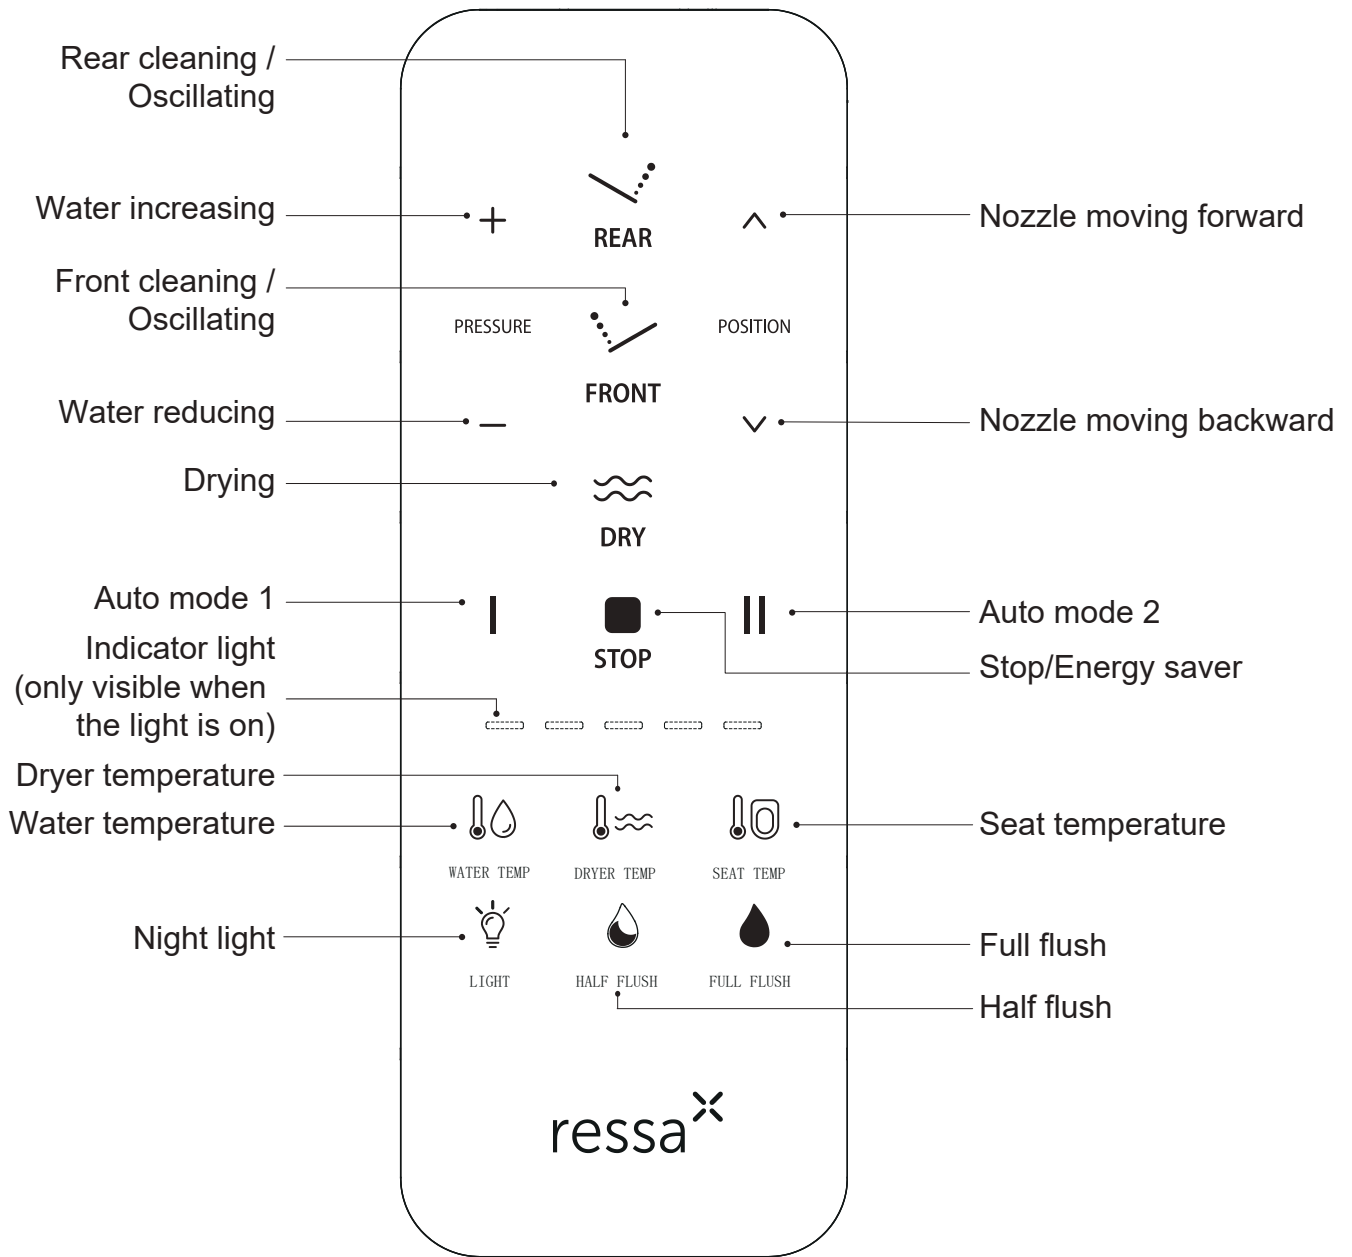 Rear cleaning /
Oscillating
Water increasing
REAR
Nozzle moving forward
Front cleaning /
Oscillating
PRESSURE
POSITION
FRONT
Water reducing
Nozzle moving backward
Drying
DRY
Auto mode 1
Auto mode 2
STOP
Stop/Energy saver
Indicator light
(only visible when
the light is on)
Dryer temperature
Water temperature
Seat temperature
WATER TEMP
DRYER TEMP
SEAT TEMP
Night light
Full flush
LIGHT
HALF FLUSH
FULL FLUSH
Half flush
ressa